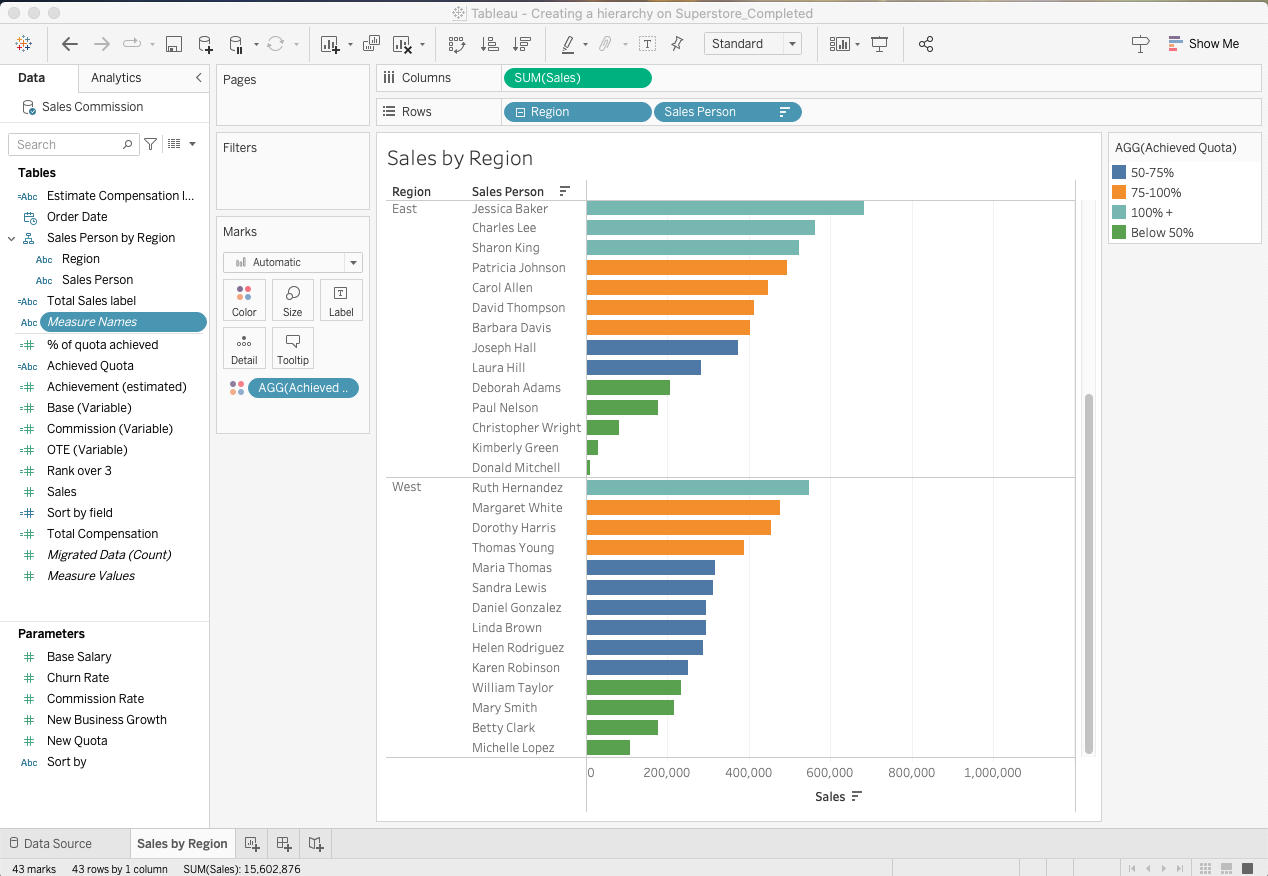 Tableau - Creating a hierarchy on Superstore_Completed
Standard
Show Me
Data
Analytics
Sales Commission
Search
Tables
Abc Estimate Compensation I...
Order Date
Sales Person by Region
Abc Region
Abc Sales Person
Abc Total Sales label
Abc Measure Names
% of quota achieved
Abc Achieved Quota
Achievement (estimated)
Base (Variable)
Commission (Variable)
OTE (Variable)
Rank over 3
Sales
Sort by field
Total Compensation
Migrated Data (Count)
Measure Values
Parameters
Base Salary
Churn Rate
Commission Rate
New Business Growth
New Quota
Abc Sort by
Pages
Filters
Marks
Automatic
Color
Size
Label
Detail
Tooltip
AGG(Achieved ..
Columns
SUM(Sales)
Rows
Region
Sales Person
Sales by Region
Region Sales Person
East
Jessica Baker
Charles Lee
Sharon King
Patricia Johnson
Carol Allen
David Thompson
Barbara Davis
Joseph Hall
Laura Hill
Deborah Adams
Paul Nelson
Christopher Wright
Kimberly Green
Donald Mitchell
West
Ruth Hernandez
Margaret White
Dorothy Harris
Thomas Young
Maria Thomas
Sandra Lewis
Daniel Gonzalez
Linda Brown
Helen Rodriguez
Karen Robinson
William Taylor
Mary Smith
Betty Clark
Michelle Lopez
0 200,000 400,000 600,000 800,000 1,000,000
Sales
AGG(Achieved Quota)
50-75%
75-100%
100% +
Below 50%
Data Source
Sales by Region
43 marks 43 rows by 1 column SUM(Sales): 15,602,876